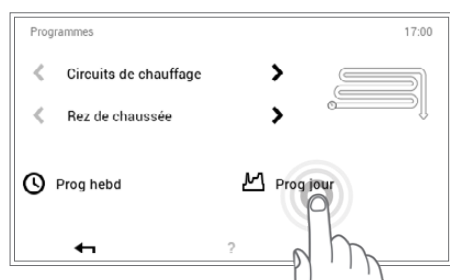 Programmes 17:00
< Circuits de chauffage >
< Rez de chaussée >
Prog hebd Prog jour
?